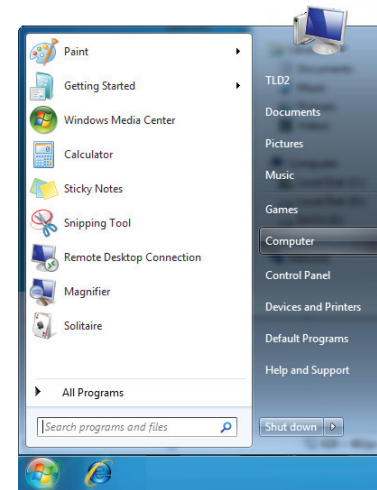 Paint
Getting Started
Windows Media Center
Calculator
Sticky Notes
Snipping Tool
Remote Desktop Connection
Magnifier
Solitaire
All Programs
Search programs and files
TLD2
Documents
Pictures
Music
Games
Computer
Control Panel
Devices and Printers
Default Programs
Help and Support
Shut down